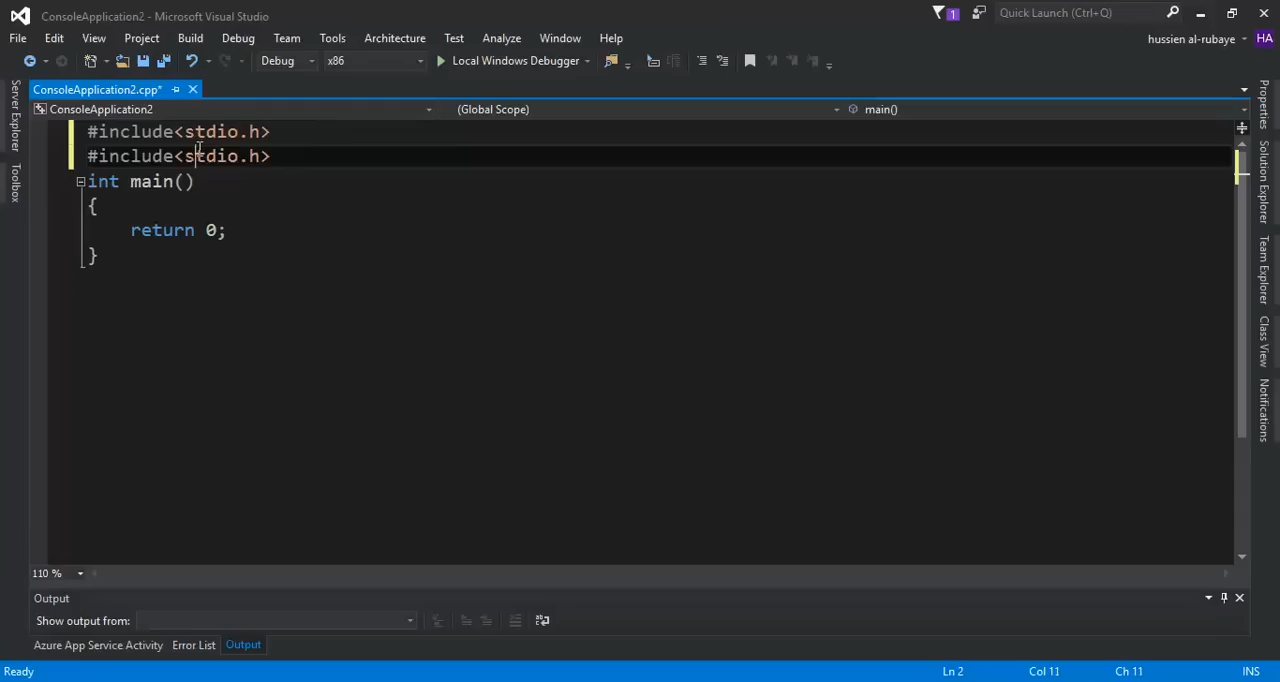 ConsoleApplication2 - Microsoft Visual Studio
1
Quick Launch (Ctrl+Q)
File Edit View Project Build Debug Team Tools Architecture Test Analyze Window Help
hussien al-rubaye HA
Debug x86 Local Windows Debugger
ConsoleApplication2.cpp*
ConsoleApplication2 (Global Scope) main()
#include<stdio.h>
#include<stdio.h>
int main()
{
return 0;
}
Server Explorer
Toolbox
Properties
Solution Explorer
Team Explorer
Class View
Notifications
110 %
Output
Show output from:
Azure App Service Activity Error List Output
Ready Ln 2 Col 11 Ch 11 INS